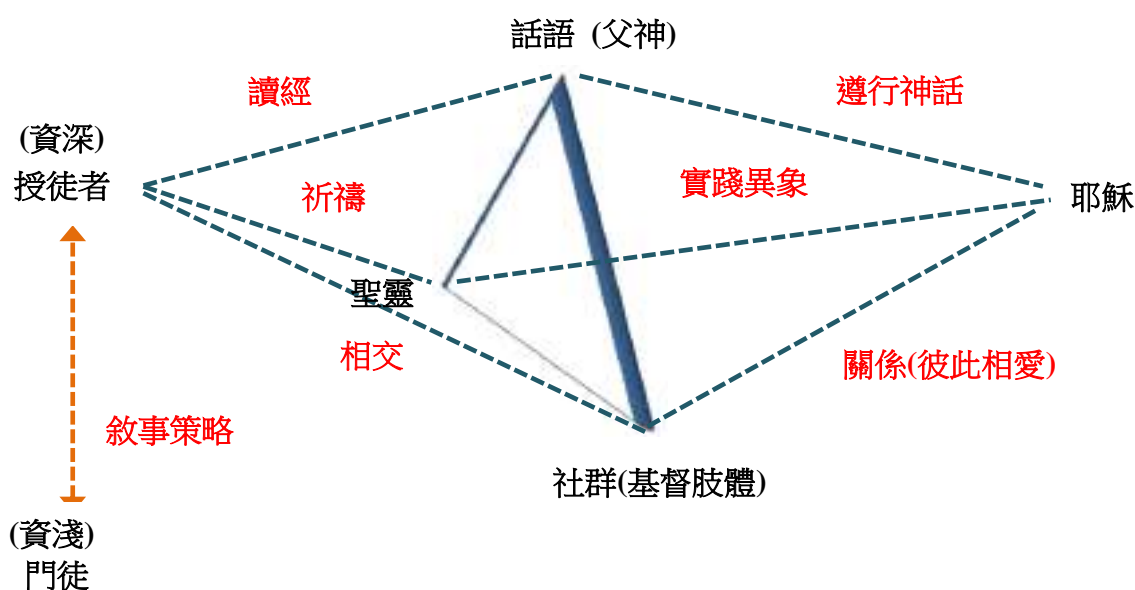 話語 (父神)
讀經
遵行神話
(資深)
授徒者
祈禱
實踐異象
耶穌
聖靈
相交
關係(彼此相愛)
敘事策略
社群(基督肢體)
(資淺)
門徒